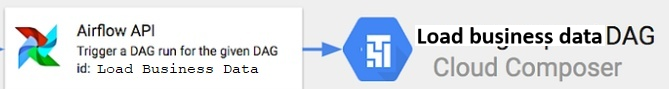 Airflow API
Trigger a DAG run for the given DAG
id: Load Business Data
Load business data DAG
Cloud Composer